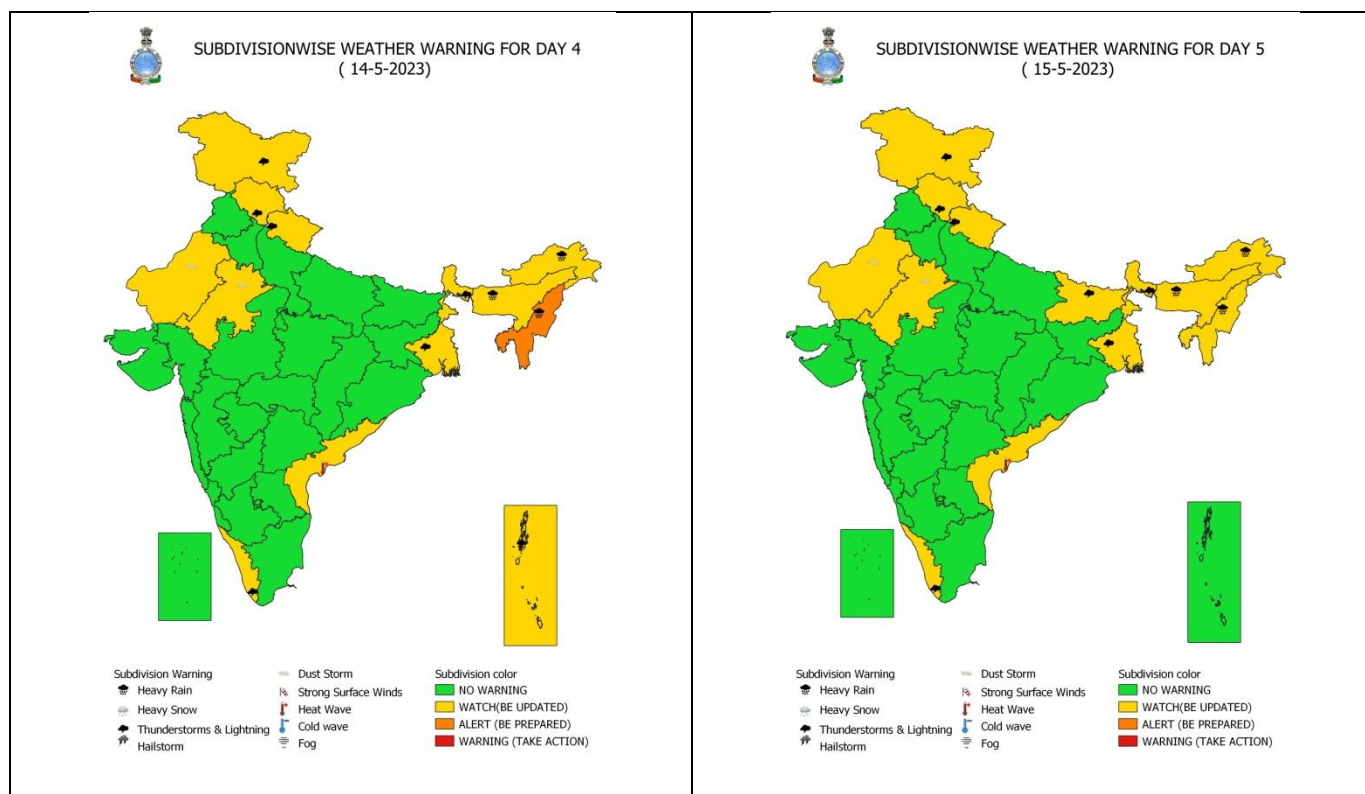 SUBDIVISIONWISE WEATHER WARNING FOR DAY 4
( 14-5-2023)
Subdivision Warning
Heavy Rain
Heavy Snow
Thunderstorms & Lightning
Hailstorm
Dust Storm
Strong Surface Winds
Heat Wave
Cold wave
Fog
Subdivision color
NO WARNING
WATCH(BE UPDATED)
ALERT (BE PREPARED)
WARNING (TAKE ACTION)
SUBDIVISIONWISE WEATHER WARNING FOR DAY 5
( 15-5-2023)
Subdivision Warning
Heavy Rain
Heavy Snow
Thunderstorms & Lightning
Hailstorm
Dust Storm
Strong Surface Winds
Heat Wave
Cold wave
Fog
Subdivision color
NO WARNING
WATCH(BE UPDATED)
ALERT (BE PREPARED)
WARNING (TAKE ACTION)